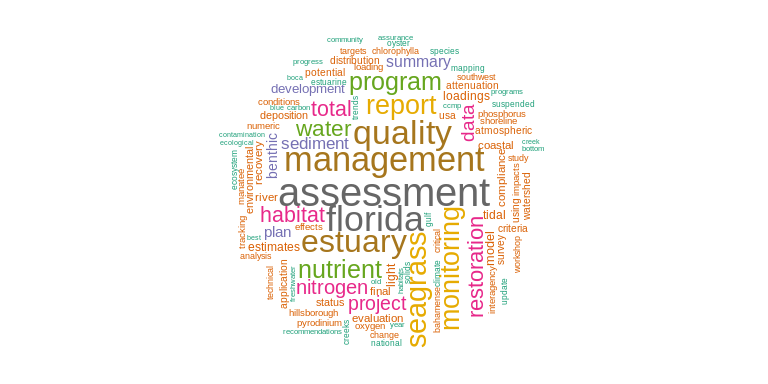 community
assurance
oyster
targets
chlorophylla
species
progress
distribution
summary
loading
mapping
potential
boca
estuarine
program
southwest
attenuation
programs
development
loadings
conditions
blue
carbon
total
trends
report
data
ccmp
usa
suspended
deposition
phosphorus
shoreline
numeric
water
quality
atmospheric
contamination
ecological
sediment
coastal
creek
bottom
benthic
recovery
environmental
ecosystem
manatee
management
compliance
study
impacts
watershed
assessment
river
using
habitat
florida
gulf
tidal
effects
criteria
tracking
plan
best
estimates
analysis
estuary
seagrass
monitoring
critical
restoration
model
survey
workshop
nutrient
light
habitats
solids
climate
bahamense
interagency
update
technical
application
freshwater
nitrogen
old
final
status
project
hillsborough
pyrodinium
evaluation
oxygen
year
recommendations
creeks
change
national